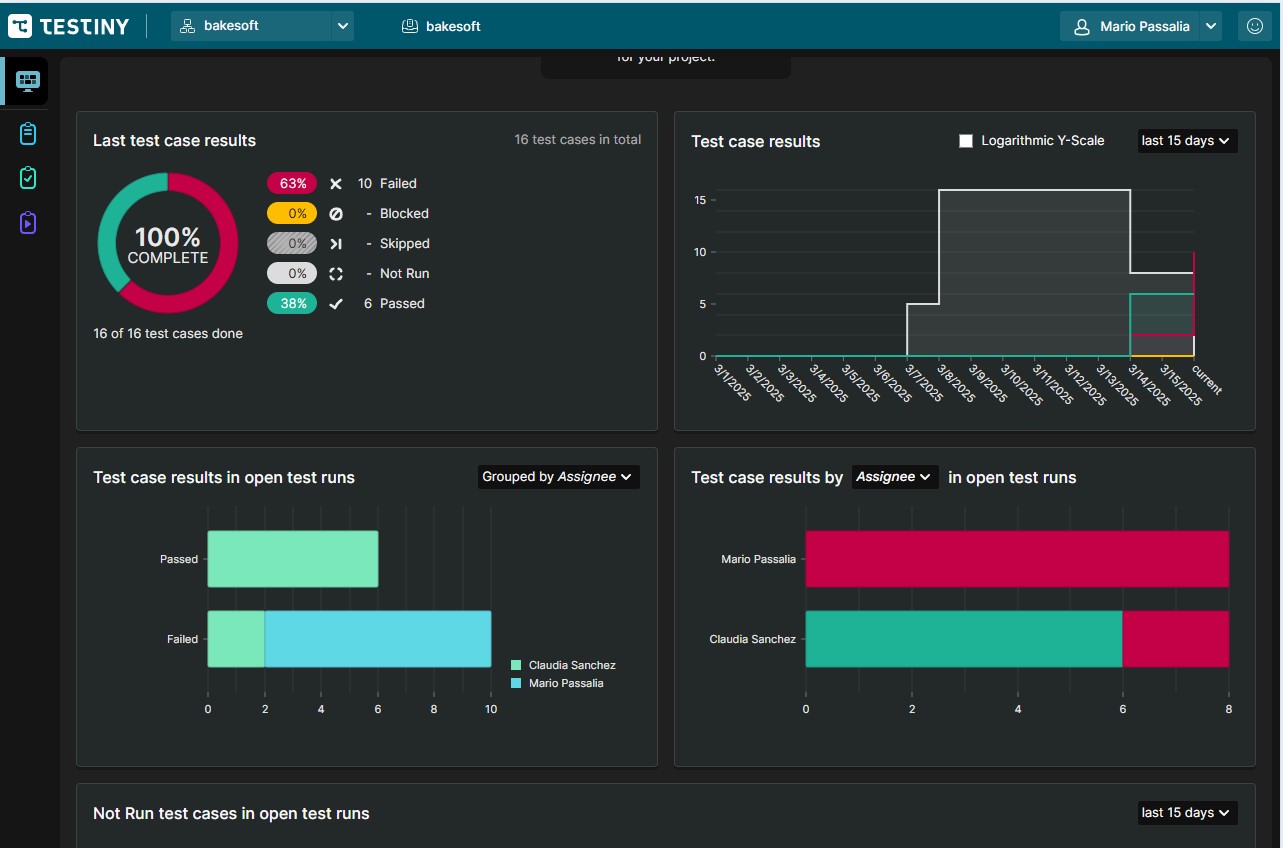 TESTINY
bakesoft
bakesoft
Mario Passalia
for your project.
Last test case results
16 test cases in total
100%
COMPLETE
63% 10 Failed
0% - Blocked
0% - Skipped
0% - Not Run
38% 6 Passed
16 of 16 test cases done
Test case results
Logarithmic Y-Scale
last 15 days
15
10
5
0
3/1/2025
3/2/2025
3/3/2025
3/4/2025
3/5/2025
3/6/2025
3/7/2025
3/8/2025
3/9/2025
3/10/2025
3/11/2025
3/12/2025
3/13/2025
3/14/2025
3/15/2025
current
Test case results in open test runs
Grouped by Assignee
Passed
Failed
Claudia Sanchez
Mario Passalia
0 2 4 6 8 10
Test case results by Assignee in open test runs
Mario Passalia
Claudia Sanchez
0 2 4 6 8
Not Run test cases in open test runs
last 15 days